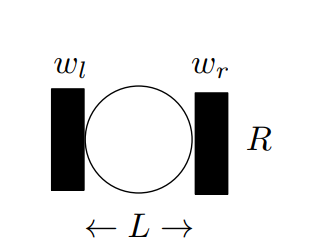 w_l w_r
R
← L →